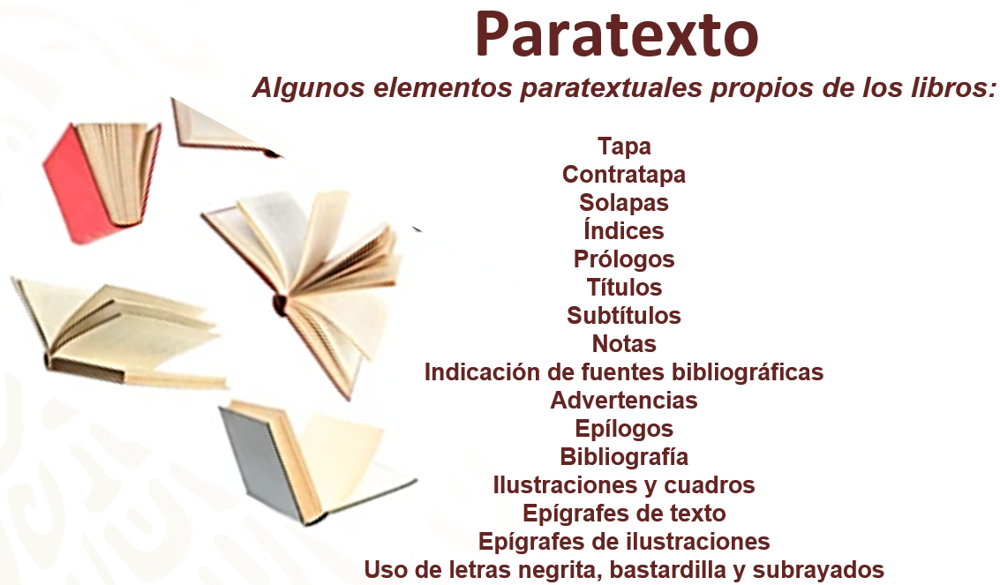 Paratexto
Algunos elementos paratextuales propios de los libros:
Tapa
Contratapa
Solapas
Índices
Prólogos
Títulos
Subtítulos
Notas
Indicación de fuentes bibliográficas
Advertencias
Epílogos
Bibliografía
Ilustraciones y cuadros
Epígrafes de texto
Epígrafes de ilustraciones
Uso de letras negrita, bastardilla y subrayados